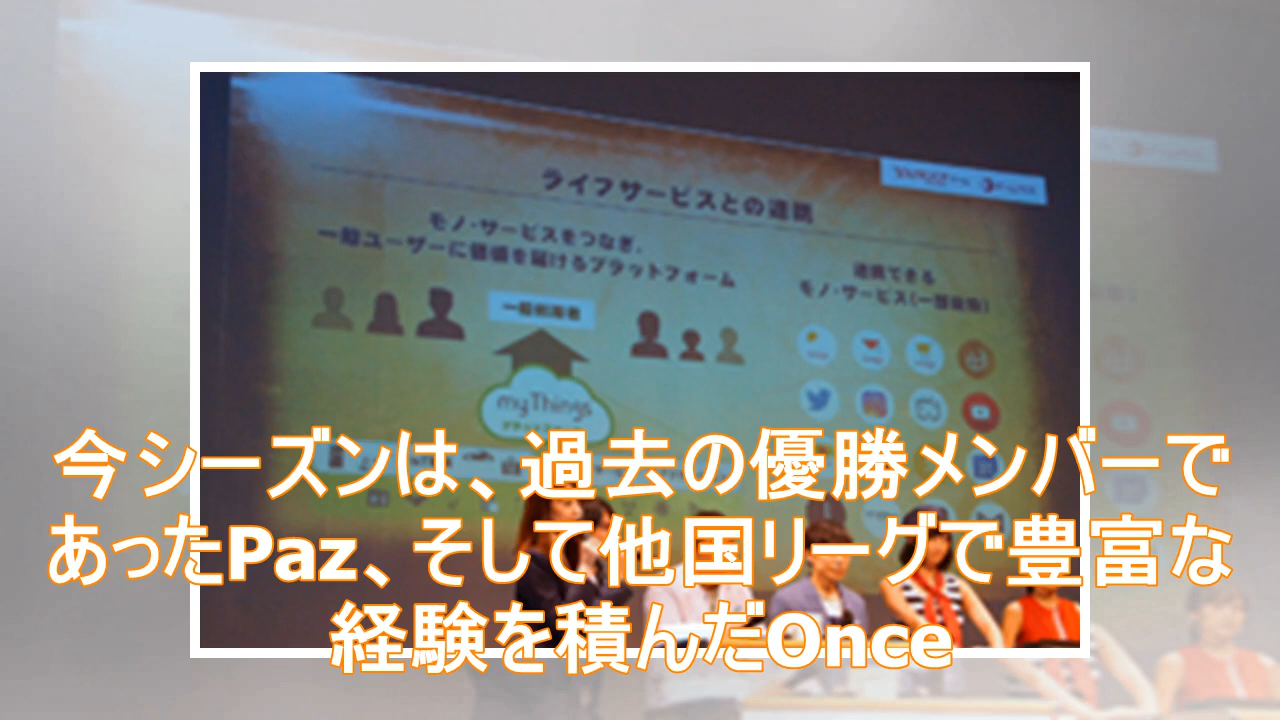 ライフサービスとの連携
モノ・サービスをつなぎ、
一般ユーザーに価値を届けるプラットフォーム
連携できる
モノ・サービス(一部
一般利用者
myThings
今シーズンは、過去の優勝メンバーで
あったPaz、そして他国リーグで豊富な
経験を積んだOnce